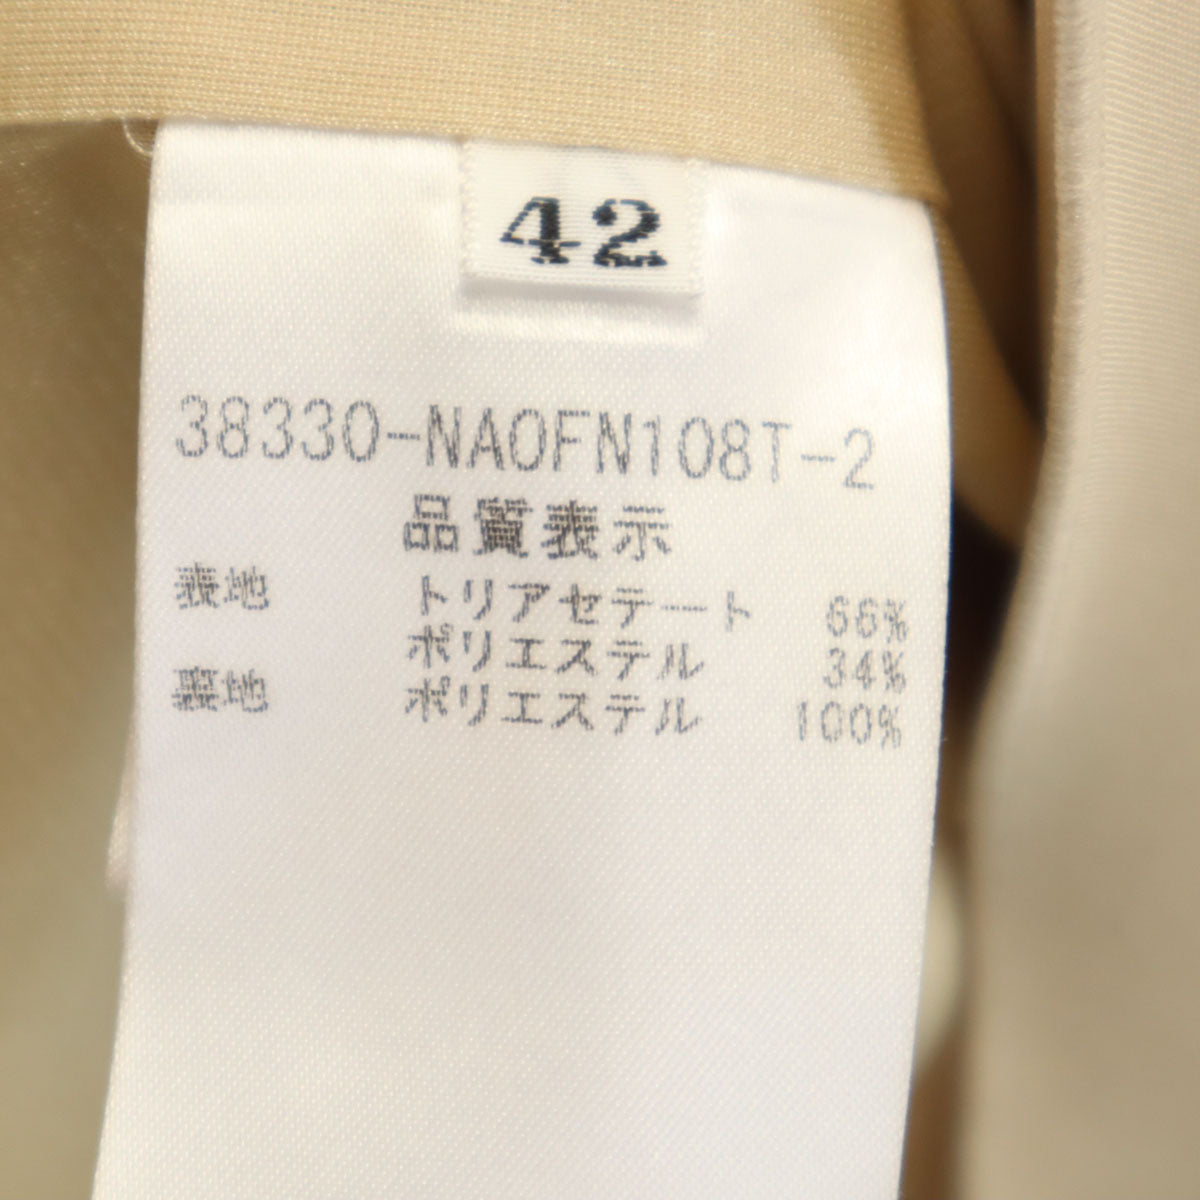 42
38330-NAOFN108T-2
品質表示
表地 トリアセテート 66%
ポリエステル 34%
裏地 ポリエステル 100%